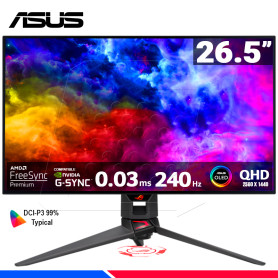 ASUS
26.5"
AMD
FreeSync
Premium
COMPATIBLE
NVIDIA
G-SYNC
0.03ms
240Hz
OLED
QHD
2560 X 1440
DCI-P3 99%
Typical